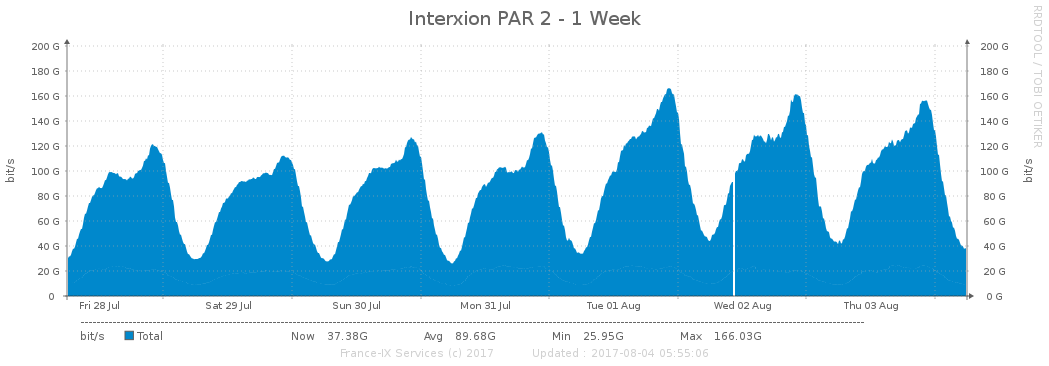 Interxion PAR 2 - 1 Week
RRDTOOL / TOBI OETIKER
200 G 200 G
180 G 180 G
160 G 160 G
140 G 140 G
120 G 120 G
100 G 100 G
80 G 80 G
60 G 60 G
40 G 40 G
20 G 20 G
0 0 G
bit/s bit/s
Fri 28 Jul Sat 29 Jul Sun 30 Jul Mon 31 Jul Tue 01 Aug Wed 02 Aug Thu 03 Aug
bit/s Total Now 37.38G Avg 89.68G Min 25.95G Max 166.03G
France-IX Services (c) 2017 Updated : 2017-08-04 05:55:06